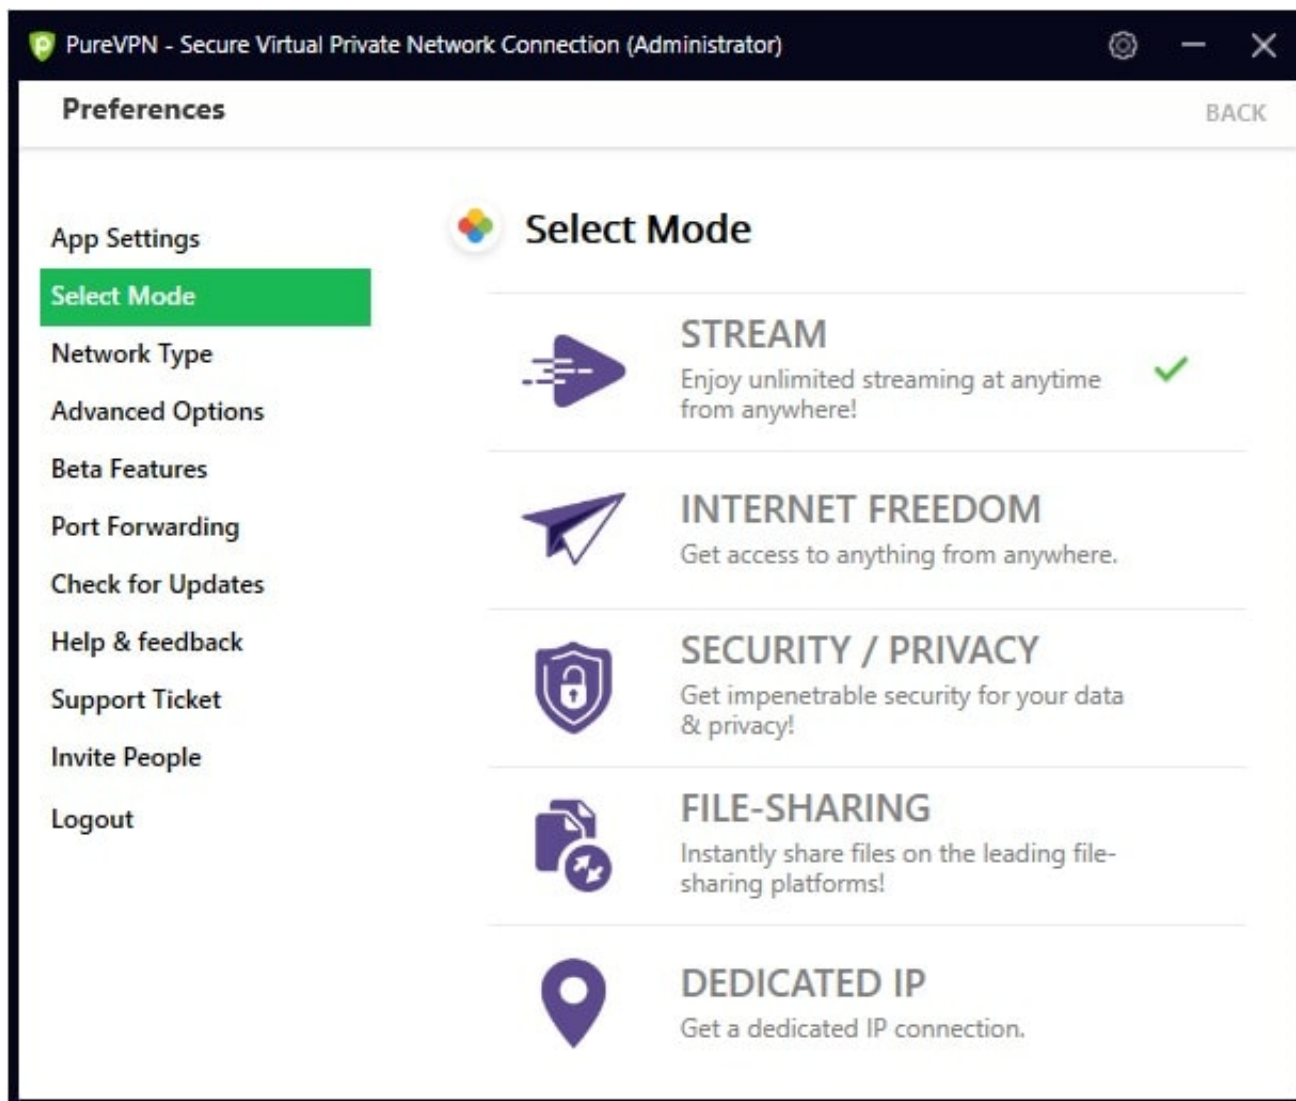 PureVPN - Secure Virtual Private Network Connection (Administrator)
Preferences
BACK
App Settings
Select Mode
Network Type
Advanced Options
Beta Features
Port Forwarding
Check for Updates
Help & feedback
Support Ticket
Invite People
Logout
Select Mode
STREAM
Enjoy unlimited streaming at anytime
from anywhere!
INTERNET FREEDOM
Get access to anything from anywhere.
SECURITY / PRIVACY
Get impenetrable security for your data
& privacy!
FILE-SHARING
Instantly share files on the leading file-
sharing platforms!
DEDICATED IP
Get a dedicated IP connection.